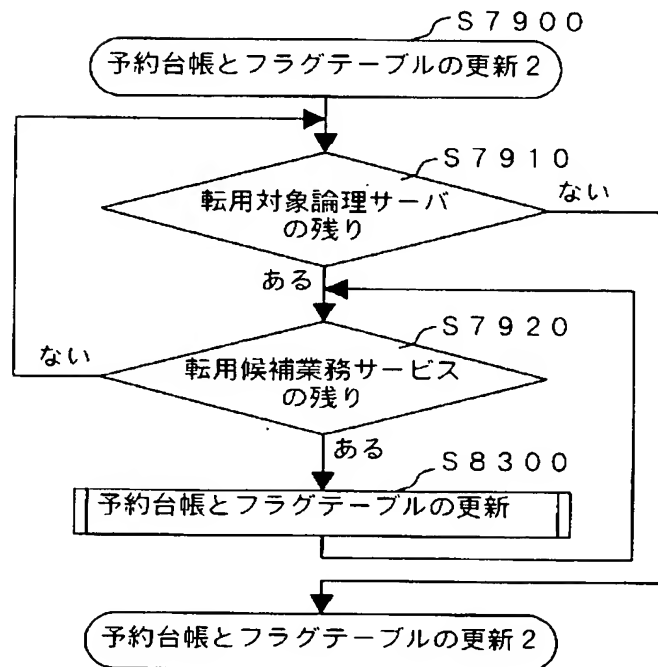 S7900
予約台帳とフラグテーブルの更新2
S7910
転用対象論理サーバ
の残り
ない
ある
S7920
転用候補業務サービス
の残り
ない
ある
S8300
予約台帳とフラグテーブルの更新
予約台帳とフラグテーブルの更新2